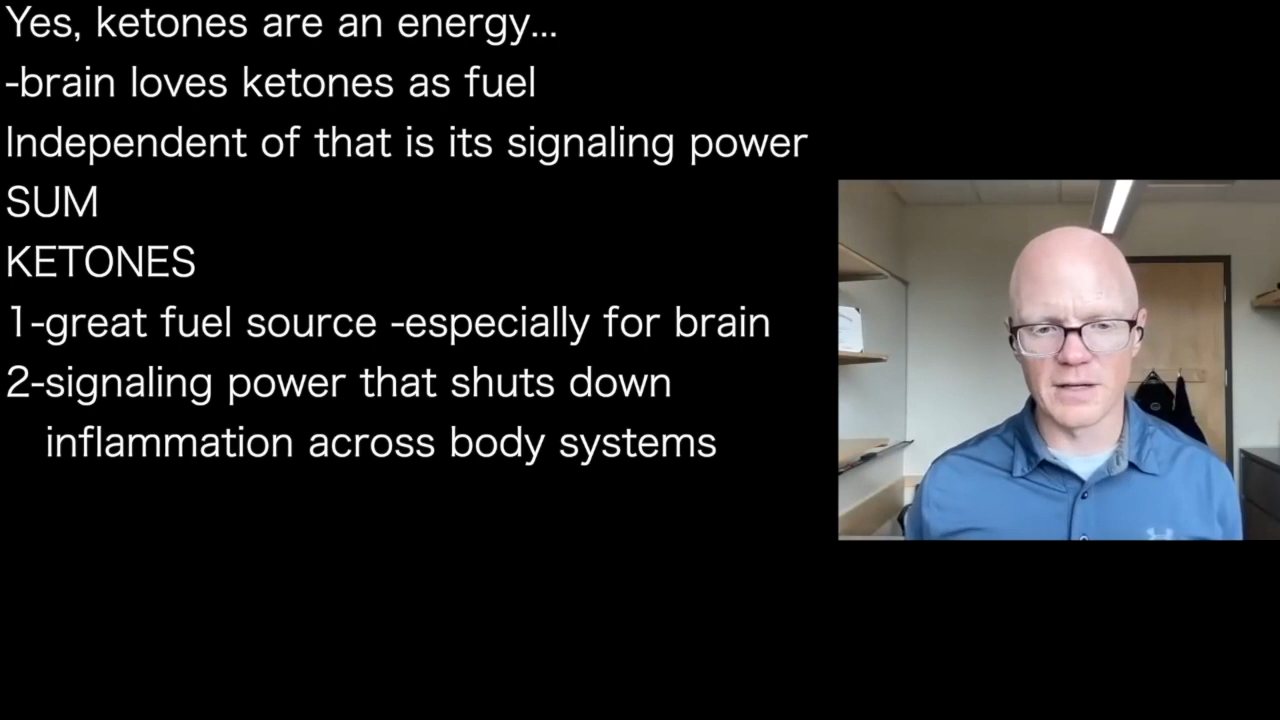 Yes, ketones are an energy...
-brain loves ketones as fuel
Independent of that is its signaling power
SUM
KETONES
1-great fuel source -especially for brain
2-signaling power that shuts down
inflammation across body systems